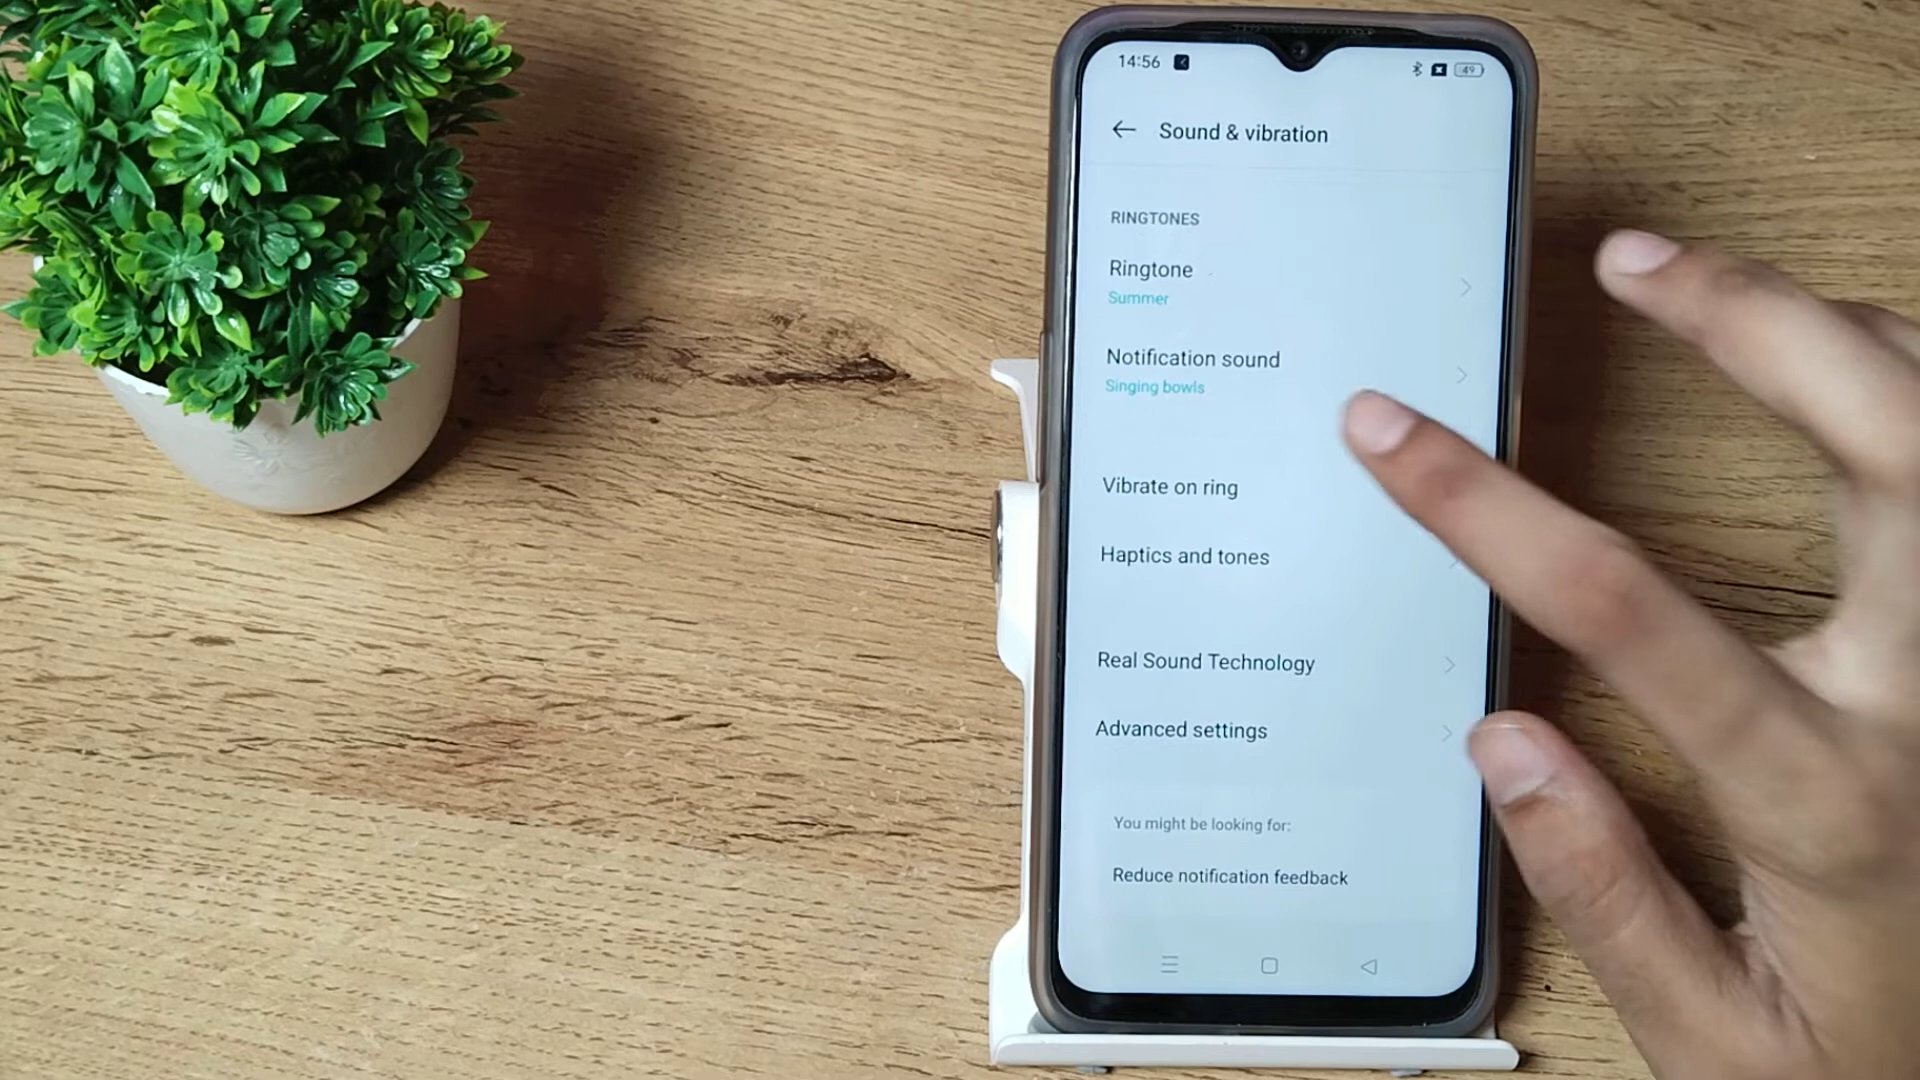 14:56
49
Sound & vibration
RINGTONES
Ringtone
Summer
Notification sound
Singing bowls
Vibrate on ring
Haptics and tones
Real Sound Technology
Advanced settings
You might be looking for:
Reduce notification feedback